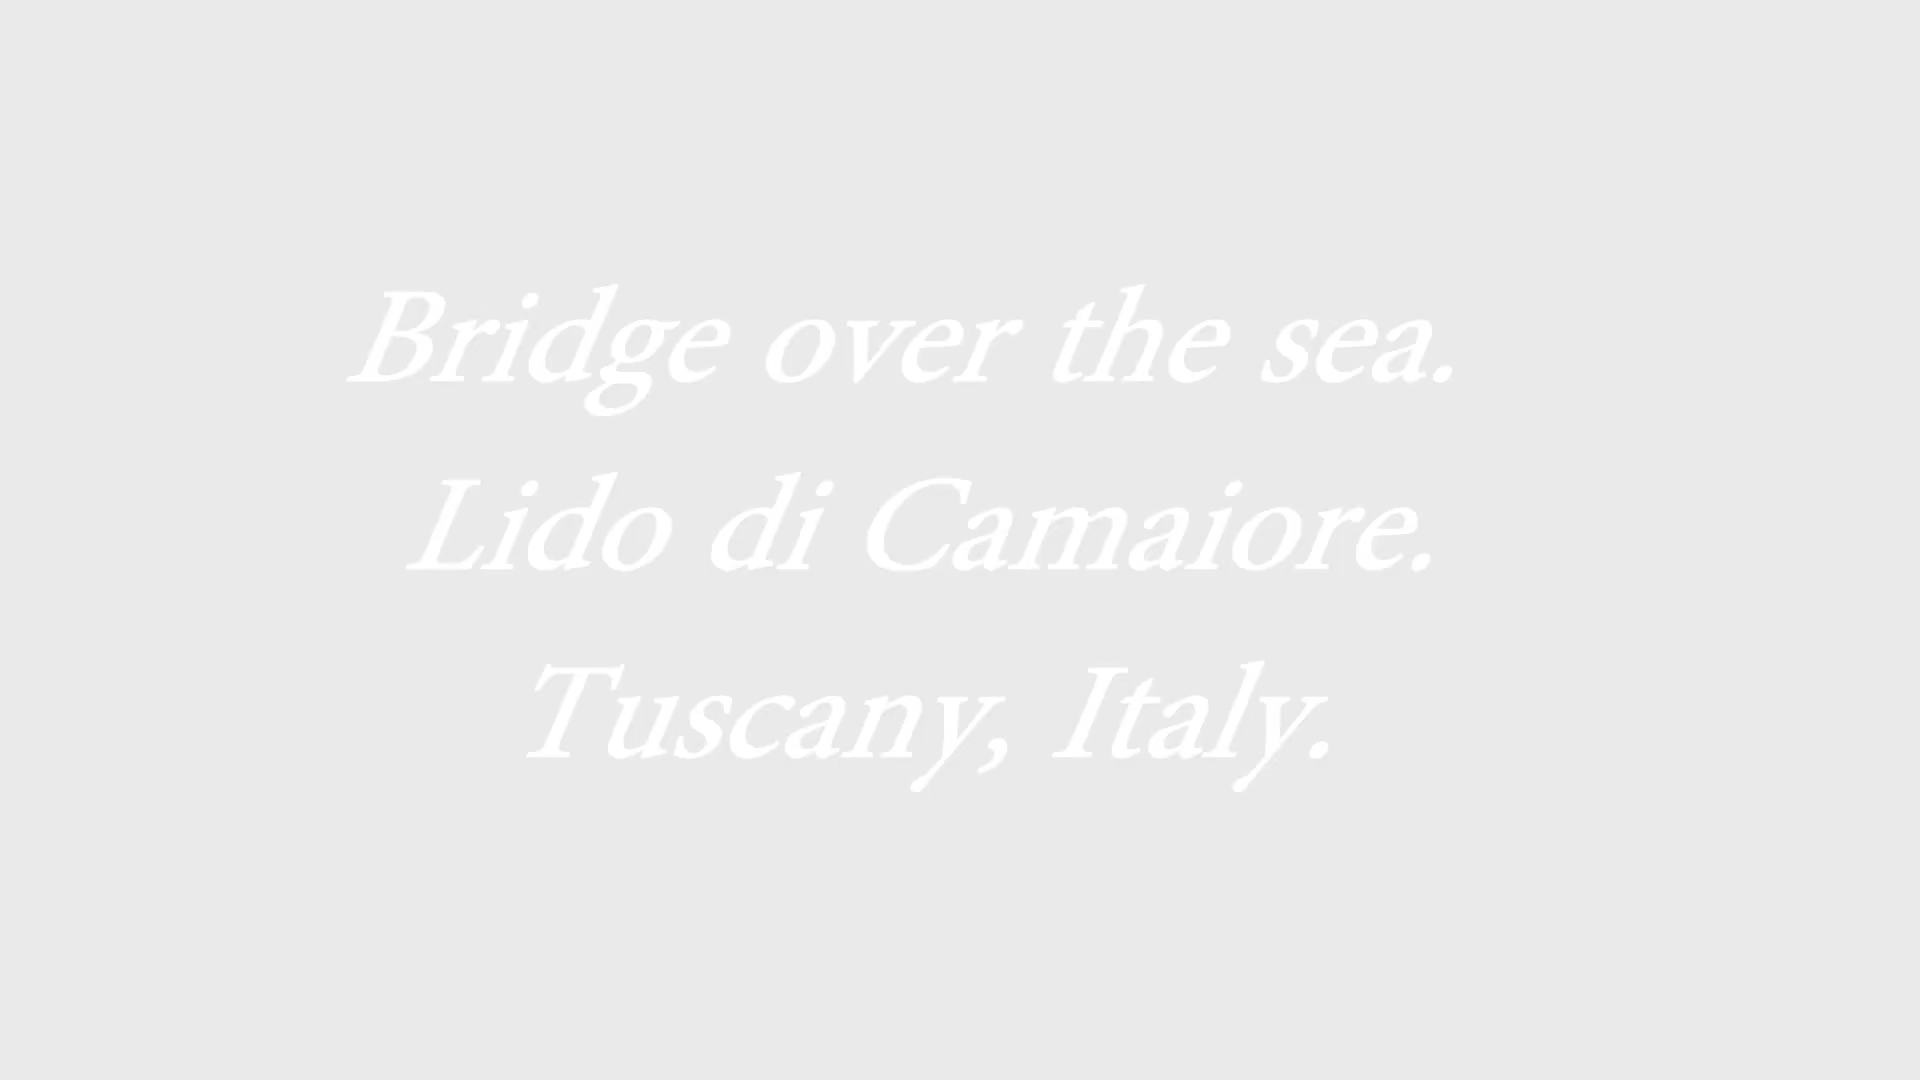 Bridge over the sea.
Lido di Camaiore.
Tuscany, Italy.